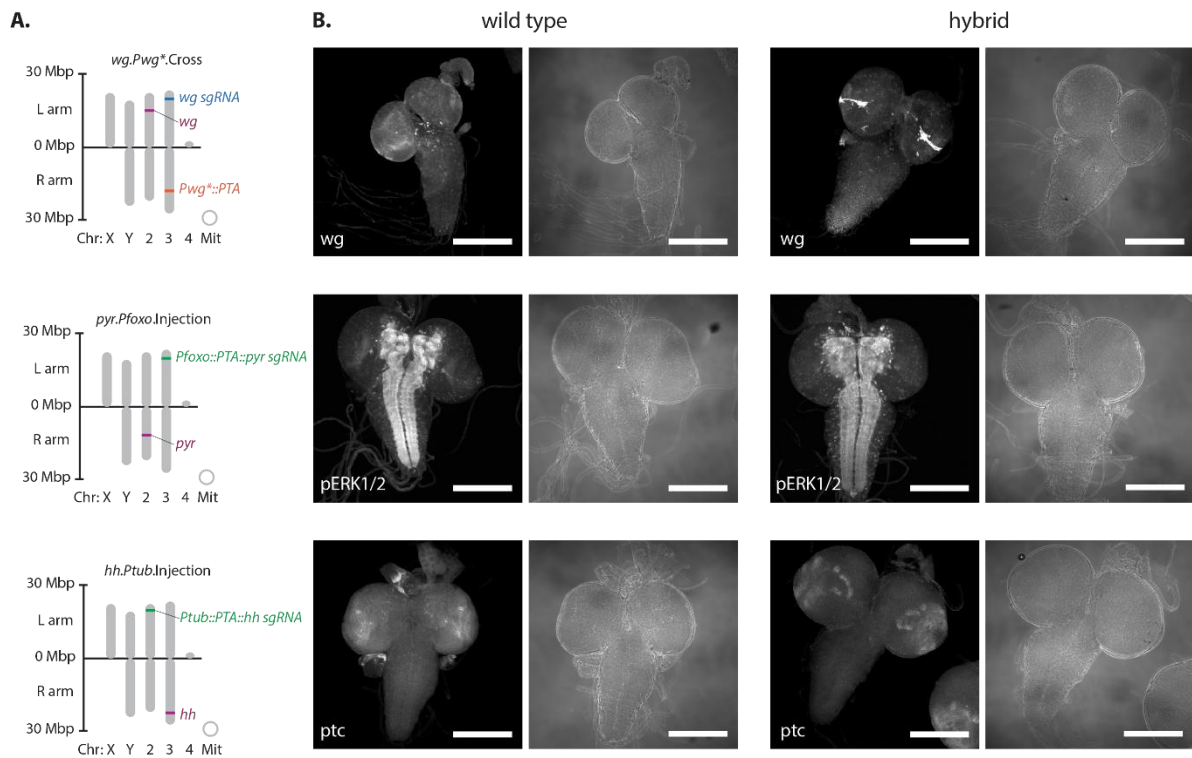 A.
B.
wild type
hybrid
wg.Pwg*.Cross
30 Mbp
L arm
0 Mbp
R arm
30 Mbp
wg sgRNA
wg
Pwg*::PTA
Chr: X Y 2 3 4 Mit
wg
wg
pyr.Pfoxo.Injection
30 Mbp
L arm
0 Mbp
R arm
30 Mbp
Pfoxo::PTA::pyr sgRNA
pyr
Chr: X Y 2 3 4 Mit
pERK1/2
pERK1/2
hh.Ptub.Injection
30 Mbp
L arm
0 Mbp
R arm
30 Mbp
Ptub::PTA::hh sgRNA
hh
Chr: X Y 2 3 4 Mit
ptc
ptc